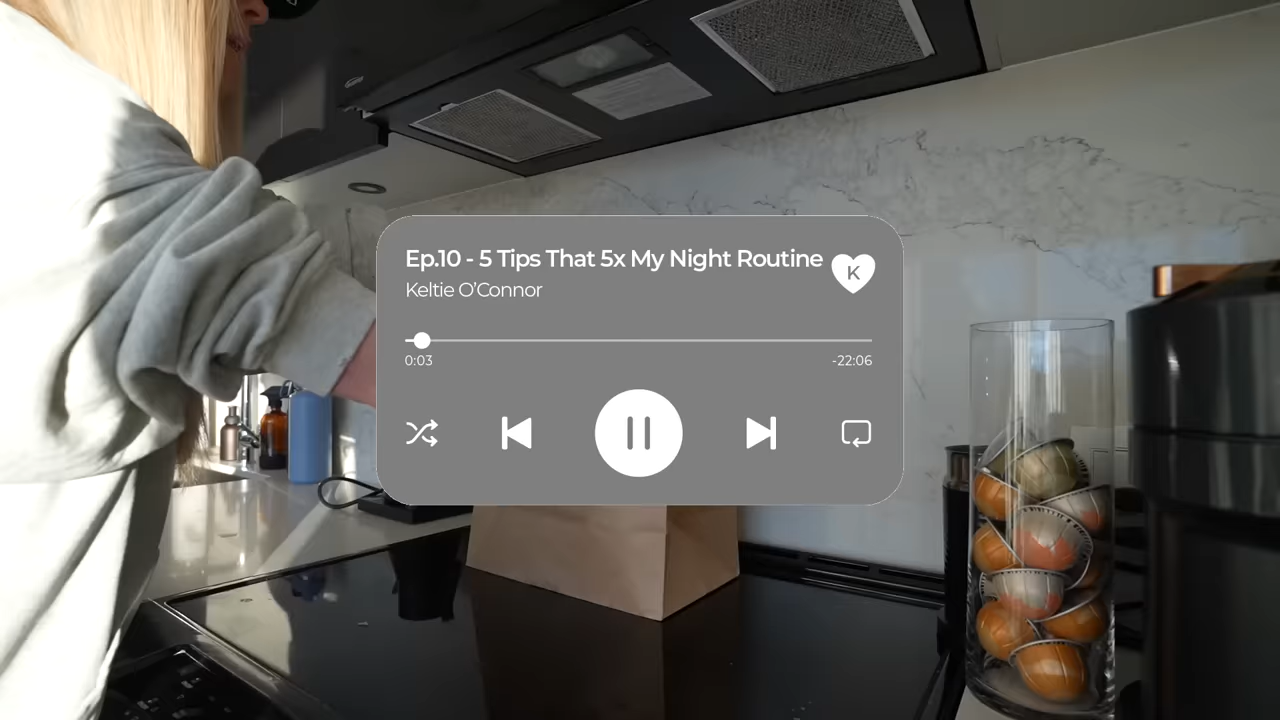 Ep.10 - 5 Tips That 5x My Night Routine
K
Keltie O'Connor
0:03
-22:06